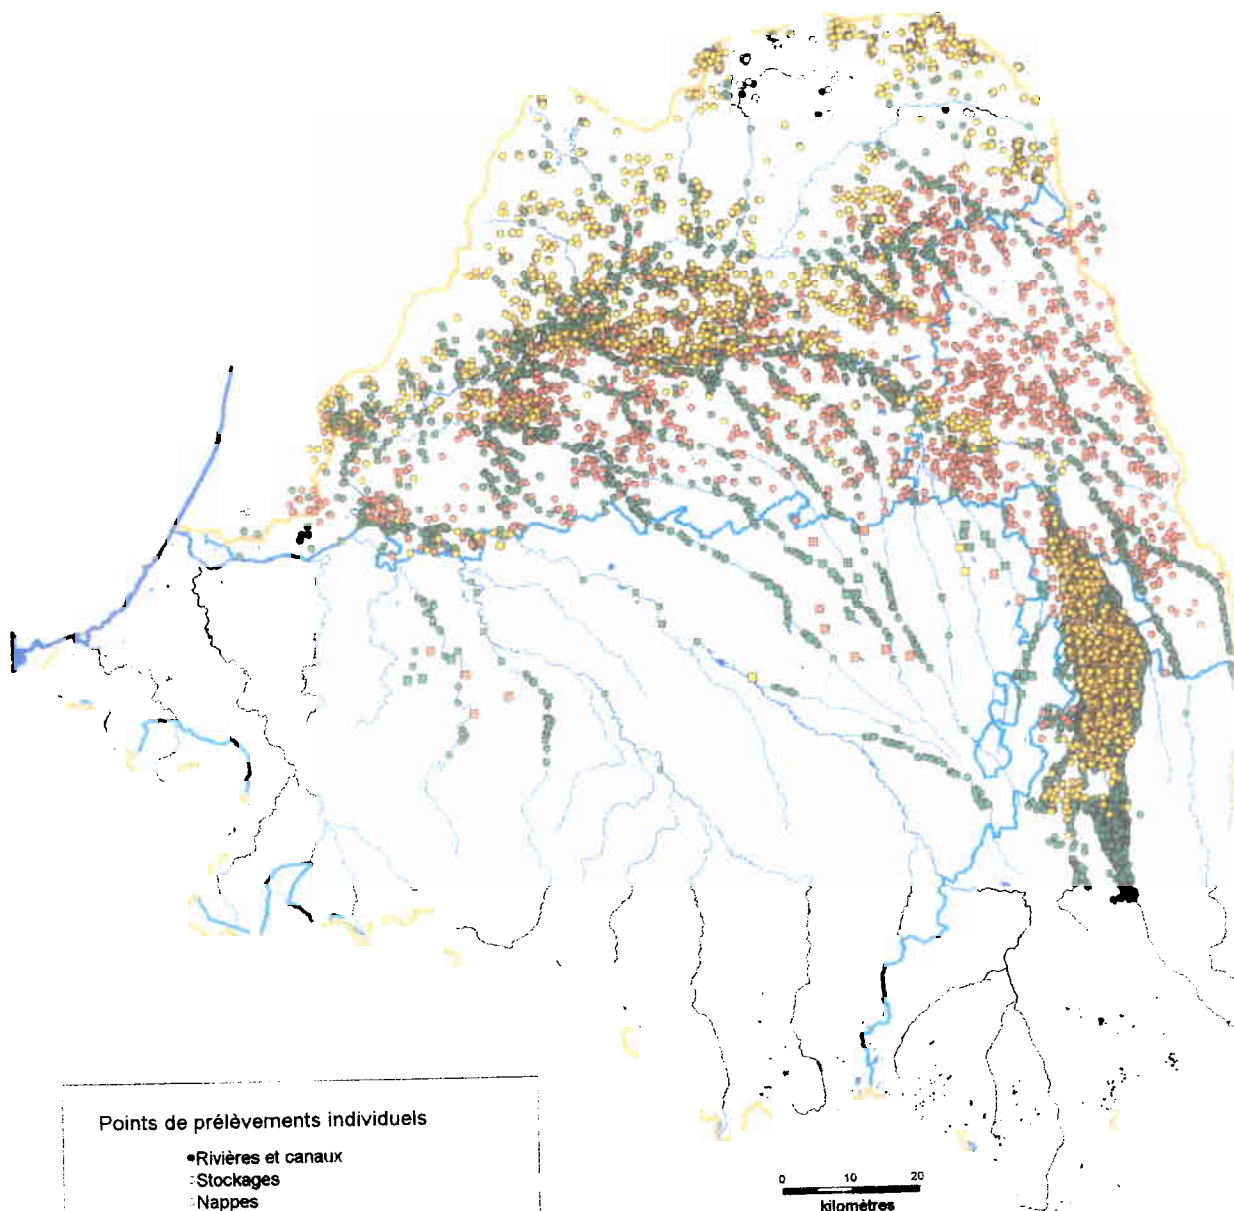 Points de prélèvements individuels
Rivières et canaux
Stockages
Nappes
0 10 20
kilomètres